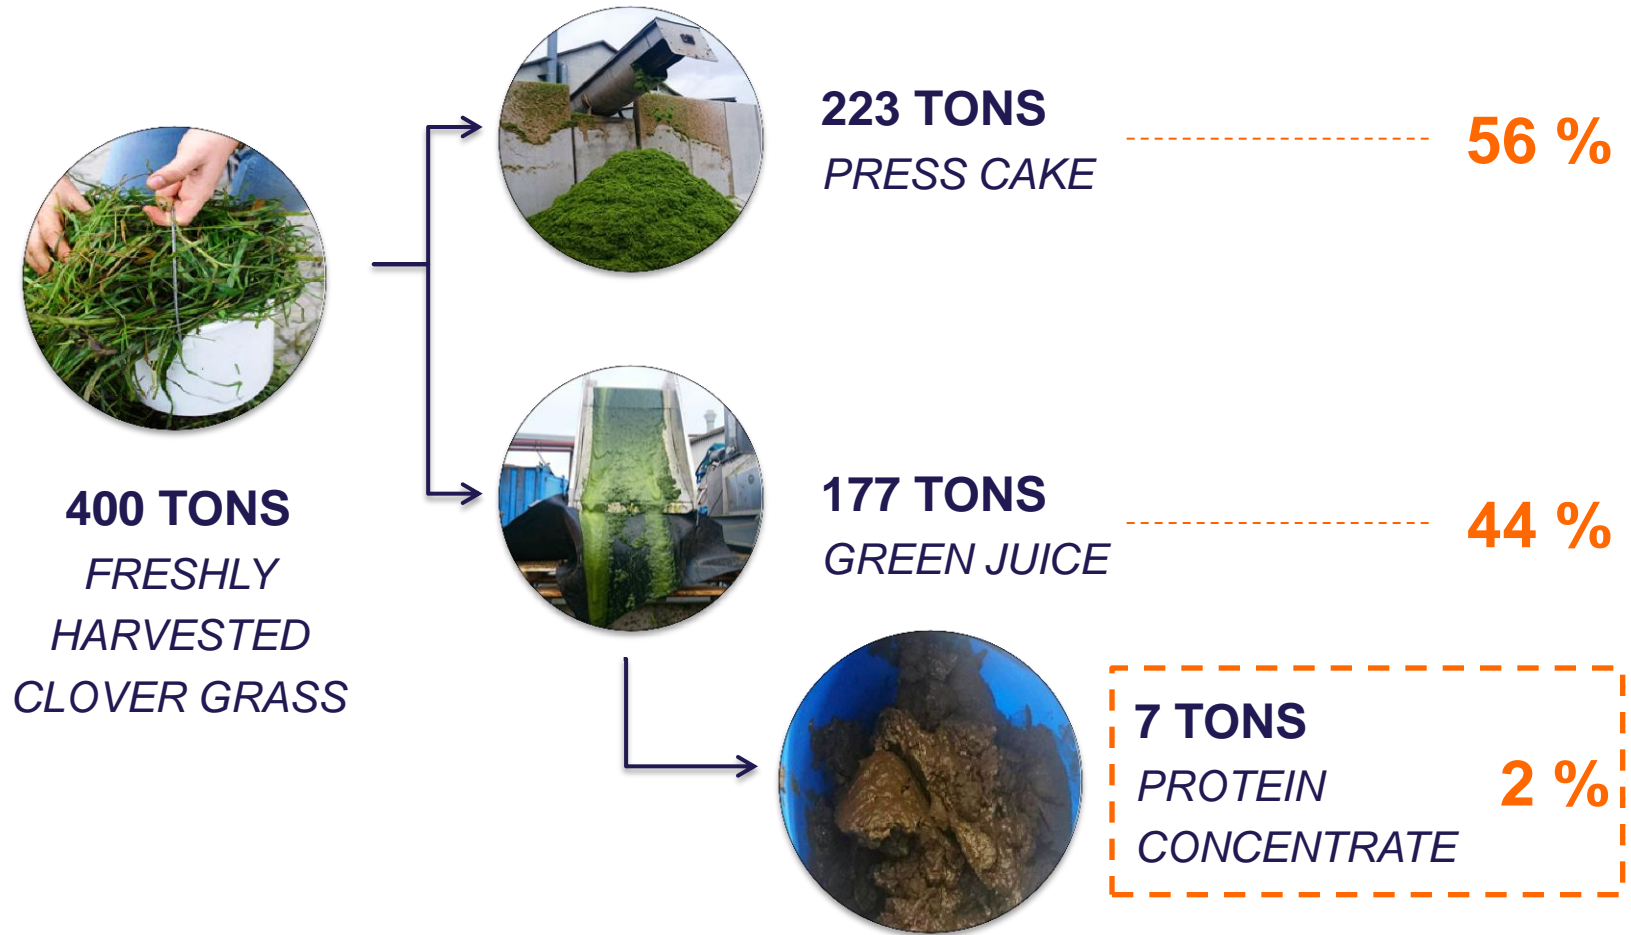 223 TONS
PRESS CAKE
56 %
400 TONS
FRESHLY
HARVESTED
CLOVER GRASS
177 TONS
GREEN JUICE
44 %
7 TONS
PROTEIN
CONCENTRATE
2 %